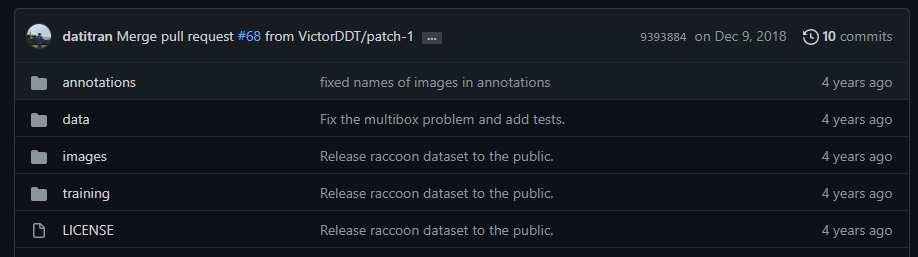 datitran Merge pull request #68 from VictorDDT/patch-1 ... 9393884 on Dec 9, 2018 10 commits
annotations fixed names of images in annotations 4 years ago
data Fix the multibox problem and add tests. 4 years ago
images Release raccoon dataset to the public. 4 years ago
training Release raccoon dataset to the public. 4 years ago
LICENSE Release raccoon dataset to the public. 4 years ago